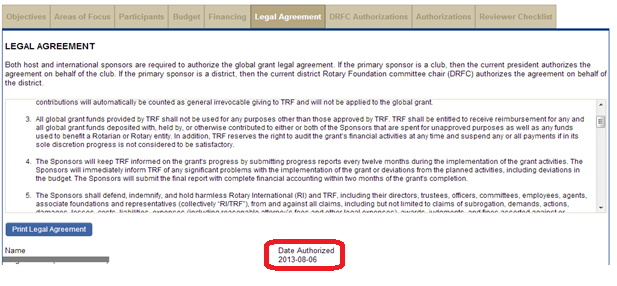 Objectives Areas of Focus Participants Budget Financing Legal Agreement DRFC Authorizations Authorizations Reviewer Checklist
LEGAL AGREEMENT
Both host and international sponsors are required to authorize the global grant legal agreement. If the primary sponsor is a club, then the current president authorizes the
agreement on behalf of the club. If the primary sponsor is a district, then the current district Rotary Foundation committee chair (DRFC) authorizes the agreement on behalf of
the district.
contributions will automatically be counted as general irrevocable giving to TRF and will not be applied to the global grant.
3. All global grant funds provided by TRF shall not be used for any purposes other than those approved by TRF. TRF shall be entitled to receive reimbursement for any and
all global grant funds deposited with, held by, or otherwise contributed to either or both of the Sponsors that are spent for unapproved purposes as well as any funds
used to benefit a Rotarian or Rotary entity. In addition, TRF reserves the right to audit the grant's financial activities at any time and suspend any or all payments if in its
sole discretion progress is not considered to be satisfactory.
4. The Sponsors will keep TRF informed on the grant's progress by submitting progress reports every twelve months during the implementation of the grant activities. The
Sponsors will immediately inform TRF of any significant problems with the implementation of the grant or deviations from the planned activities, including deviations in
the budget. The Sponsors will submit the final report with complete financial accounting within two months of the grant's completion.
5. The Sponsors shall defend, indemnify, and hold harmless Rotary International (RI) and TRF, including their directors, trustees, officers, committees, employees, agents,
associate foundations and representatives (collectively "RI/TRF"), from and against all claims, including but not limited to claims of subrogation, demands, actions,
damages, losses, costs, liabilities, expenses (including reasonable attorney's fees and other legal expenses), awards, judgments, and fines asserted against or
Print Legal Agreement
Name Date Authorized
2013-08-06